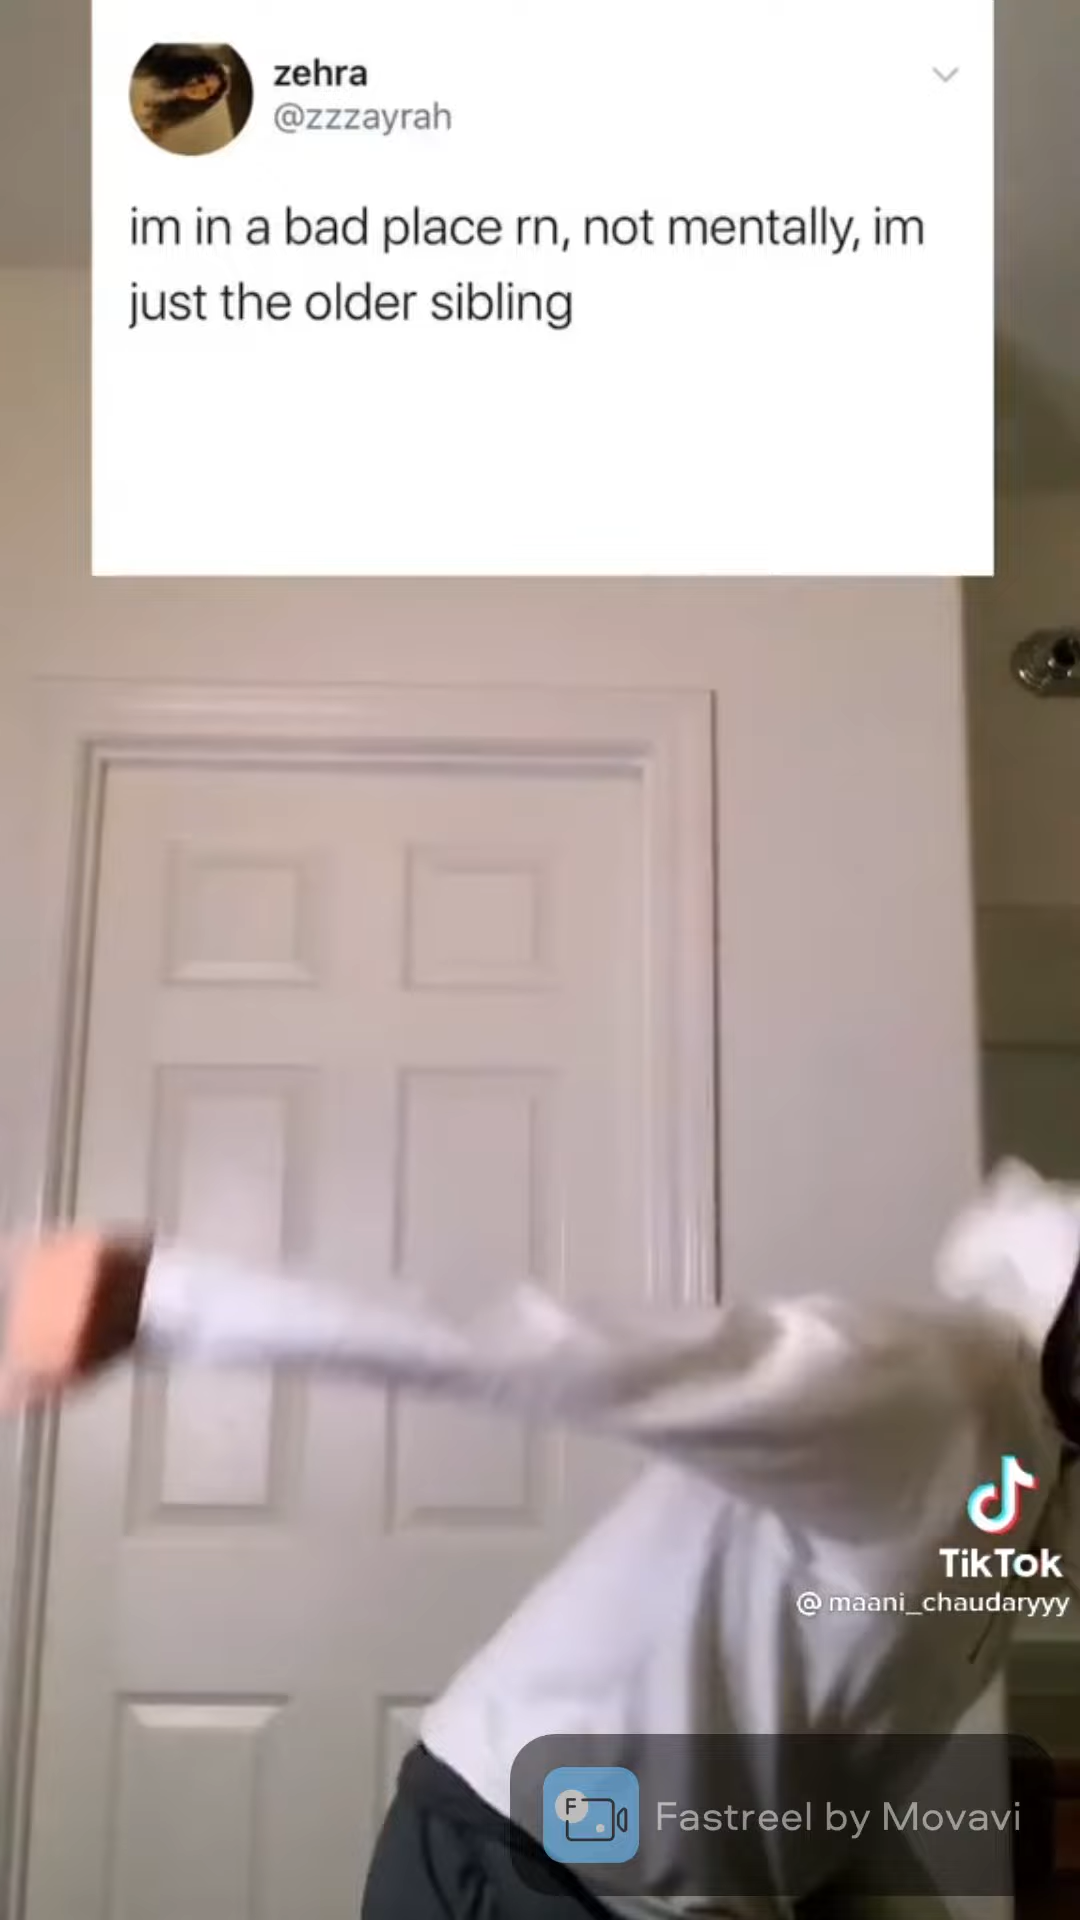 zehra
@zzzayrah
im in a bad place rn, not mentally, im
just the older sibling
TikTok
@maani_chaudaryyy
F
Fastreel by Movavi